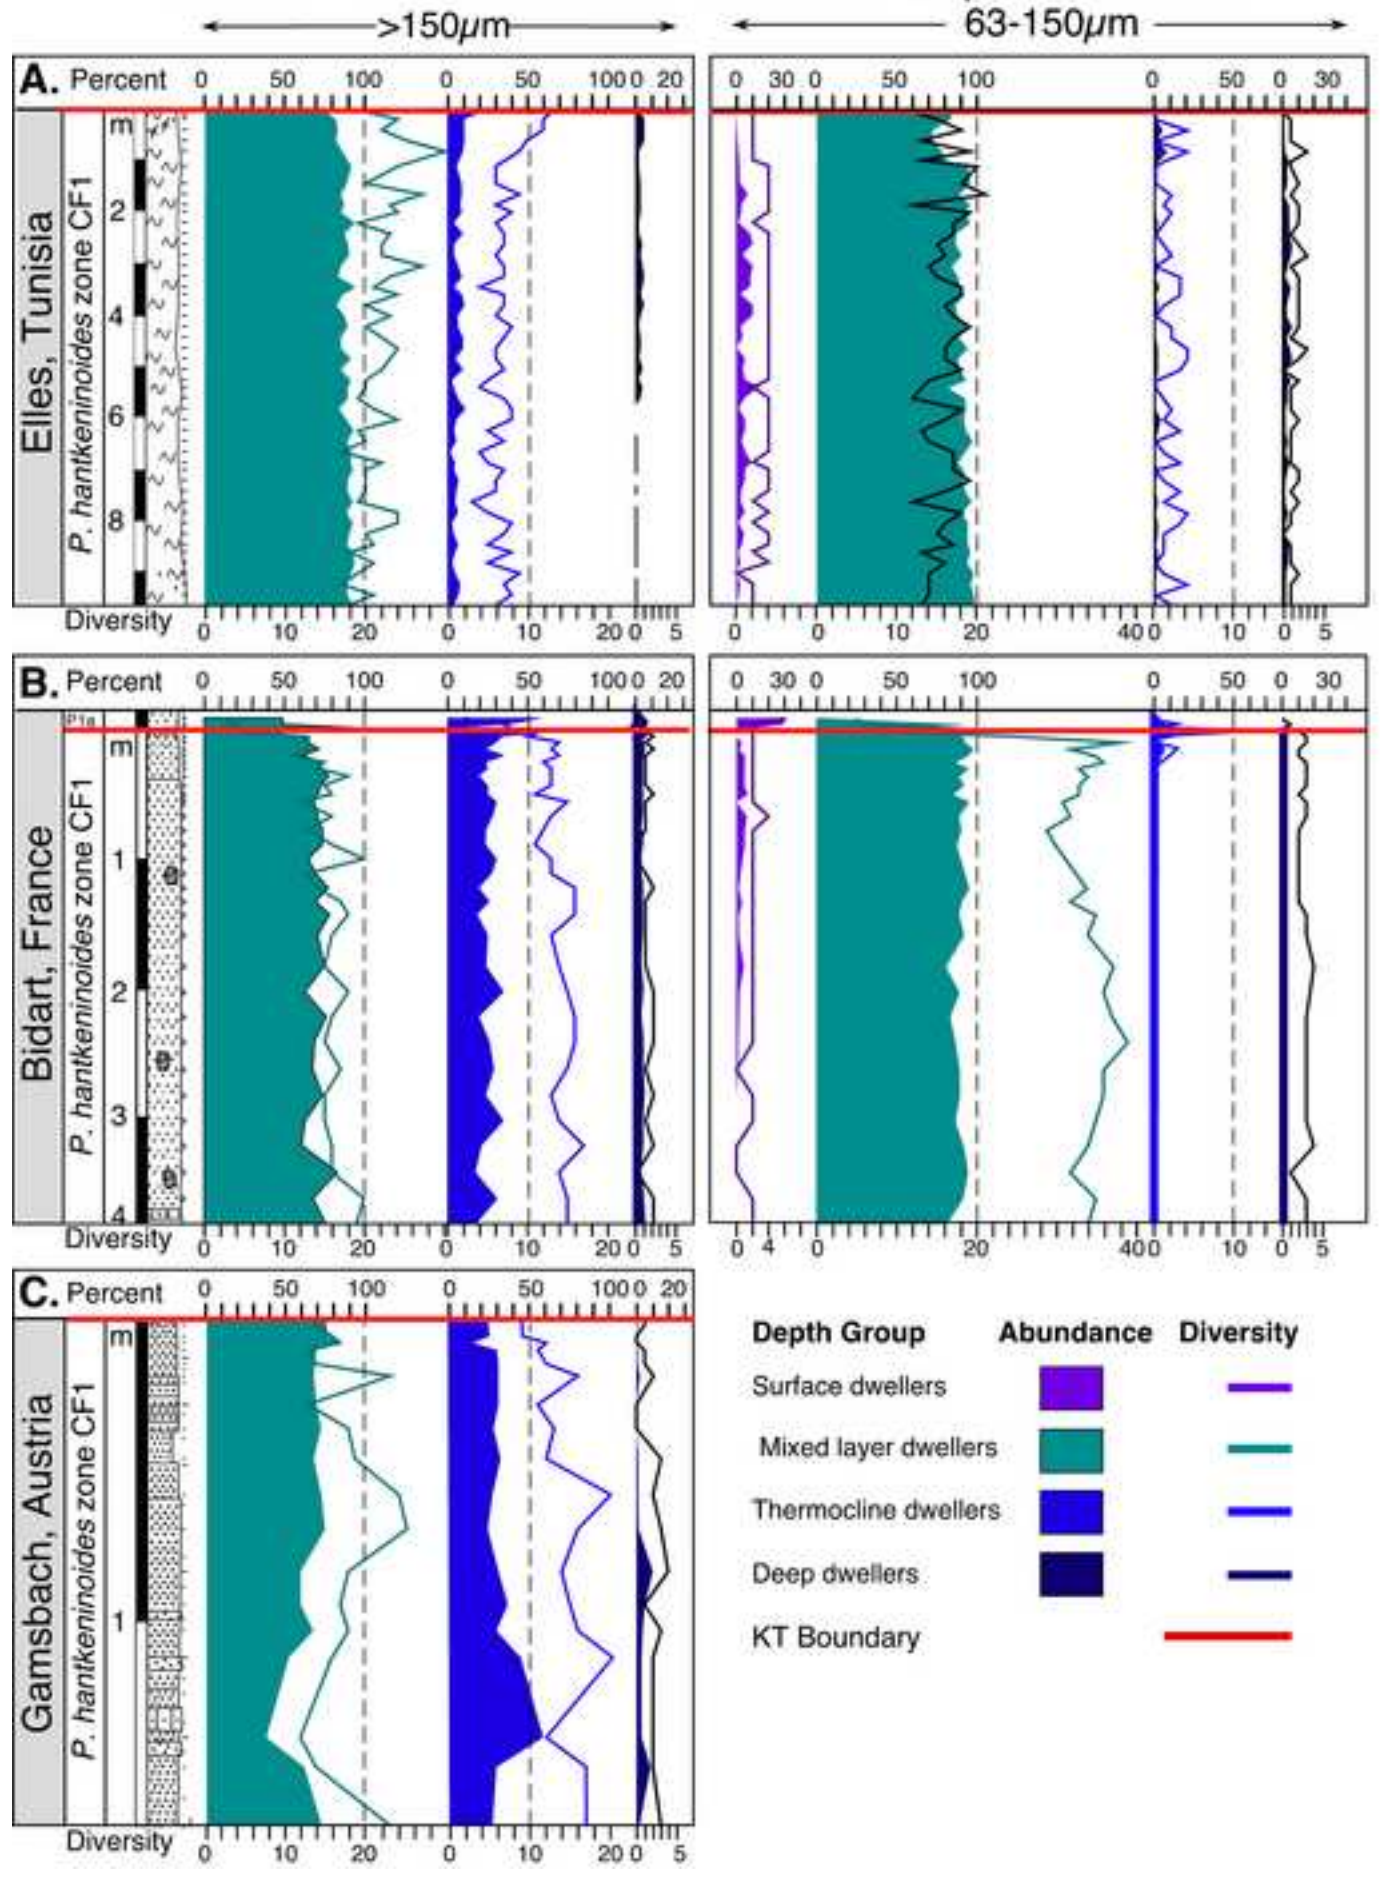 >150µm
63-150µm
A. Percent 0 50 100 0 50 100 0 20 0 30 0 50 100 0 50 0 30
Elles, Tunisia
P. hantkeninoides zone CF1
m
2
4
6
8
Diversity 0 10 20 0 10 20 0 5 0 0 10 20 40 0 10 0 5
B. Percent 0 50 100 0 50 100 0 20 0 30 0 50 100 0 50 0 30
Bidart, France
P1a
P. hantkeninoides zone CF1
m
1
2
3
4
Diversity 0 10 20 0 10 20 0 5 0 4 0 20 40 0 10 0 5
C. Percent 0 50 100 0 50 100 0 20
Gamsbach, Austria
P. hantkeninoides zone CF1
m
1
Diversity 0 10 20 0 10 20 0 5
Depth Group Abundance Diversity
Surface dwellers
Mixed layer dwellers
Thermocline dwellers
Deep dwellers
KT Boundary